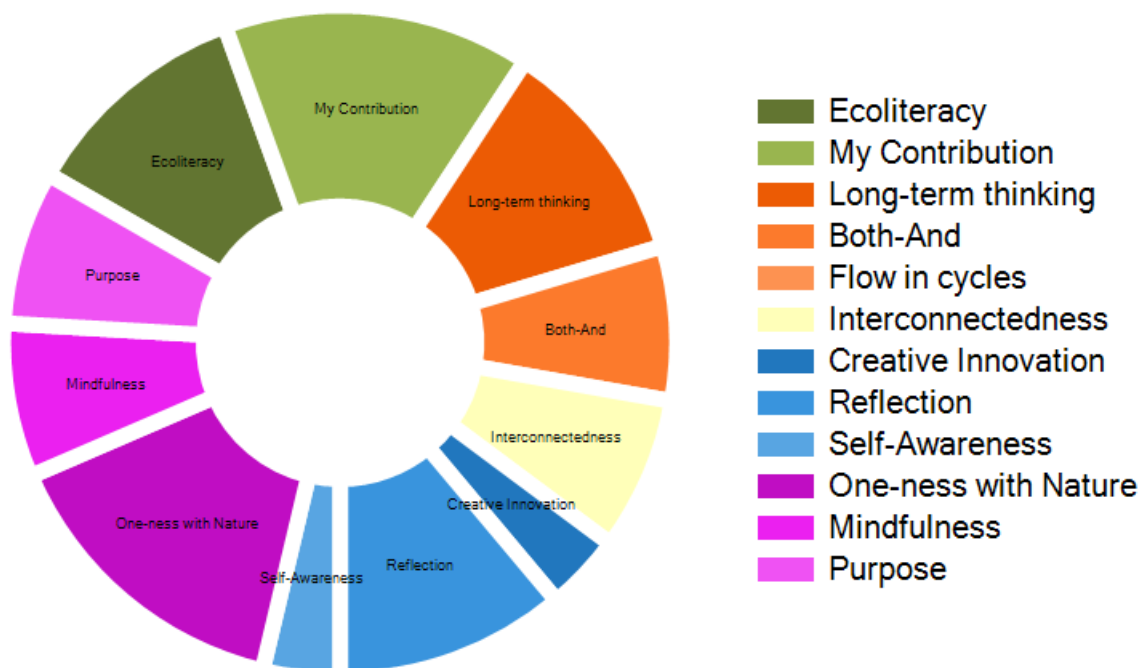 My Contribution
Ecoliteracy
Long-term thinking
Purpose
Both-And
Mindfulness
Interconnectedness
Creative Innovation
One-ness with Nature
Reflection
Self-Awareness
Ecoliteracy
My Contribution
Long-term thinking
Both-And
Flow in cycles
Interconnectedness
Creative Innovation
Reflection
Self-Awareness
One-ness with Nature
Mindfulness
Purpose